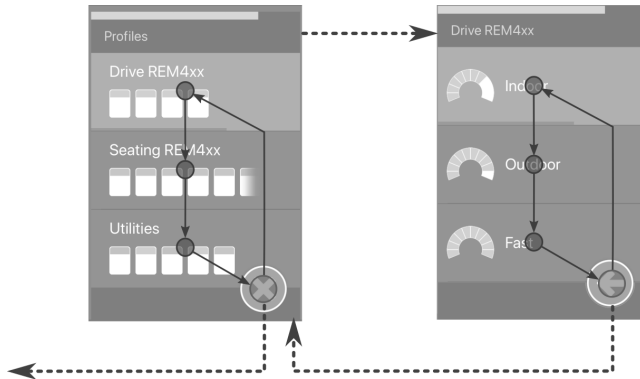 Profiles
Drive REM4xx
Seating REM4xx
Utilities
Drive REM4xx
Indoor
Outdoor
Fast